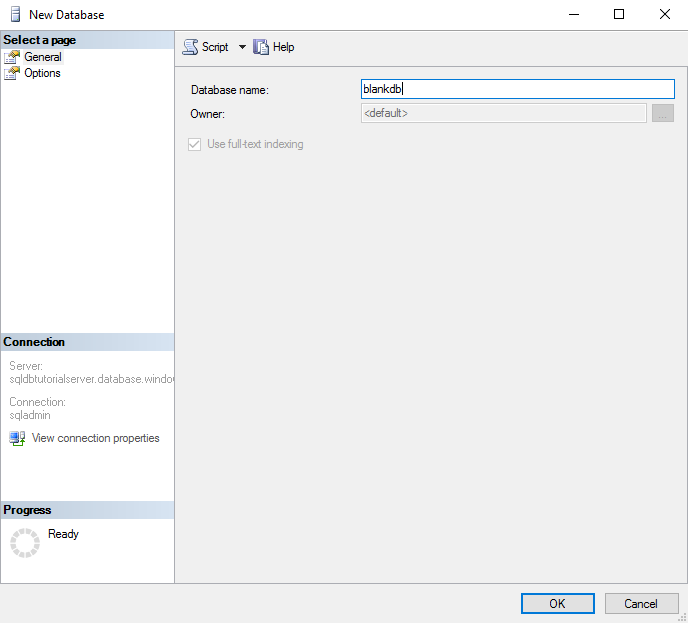 New Database
Select a page
General
Options
Script
Help
Database name:
blankdb
Owner:
<default>
...
Use full-text indexing
Connection
Server:
sqldbtutorialserver.database.windo
Connection:
sqladmin
View connection properties
Progress
Ready
OK
Cancel